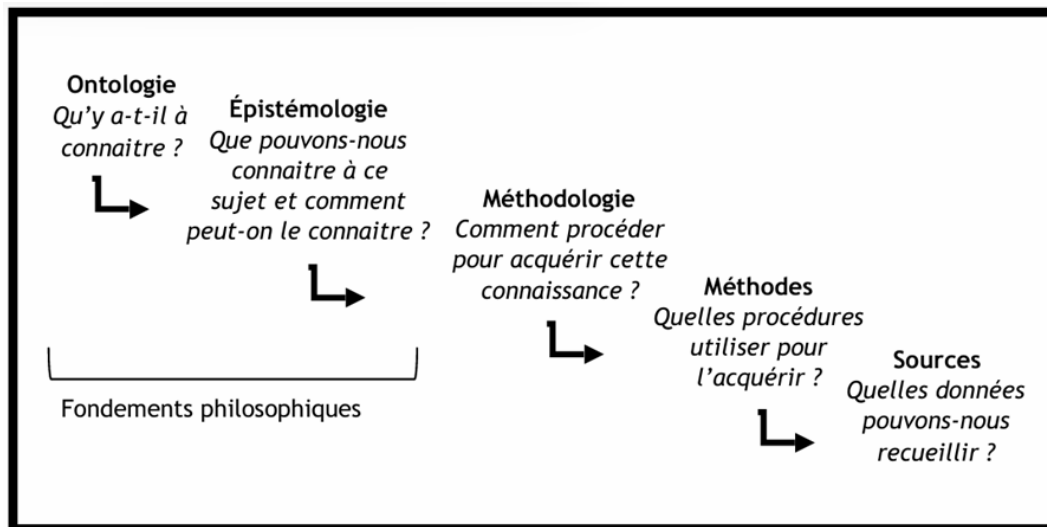 Ontologie
Qu'y a-t-il à
connaitre ?
Épistémologie
Que pouvons-nous
connaitre à ce
sujet et comment
peut-on le connaitre ?
Méthodologie
Comment procéder
pour acquérir cette
connaissance ?
Méthodes
Quelles procédures
utiliser pour
l'acquérir ?
Sources
Quelles données
pouvons-nous
recueillir ?
Fondements philosophiques